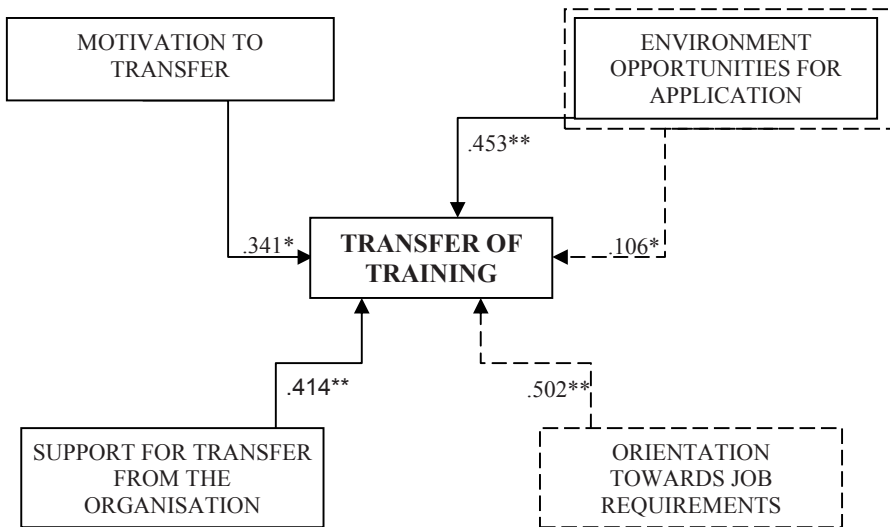 MOTIVATION TO
TRANSFER
ENVIRONMENT
OPPORTUNITIES FOR
APPLICATION
.453**
.341*
TRANSFER OF
TRAINING
.106*
.414**
.502**
SUPPORT FOR TRANSFER
FROM THE
ORGANISATION
ORIENTATION
TOWARDS JOB
REQUIREMENTS